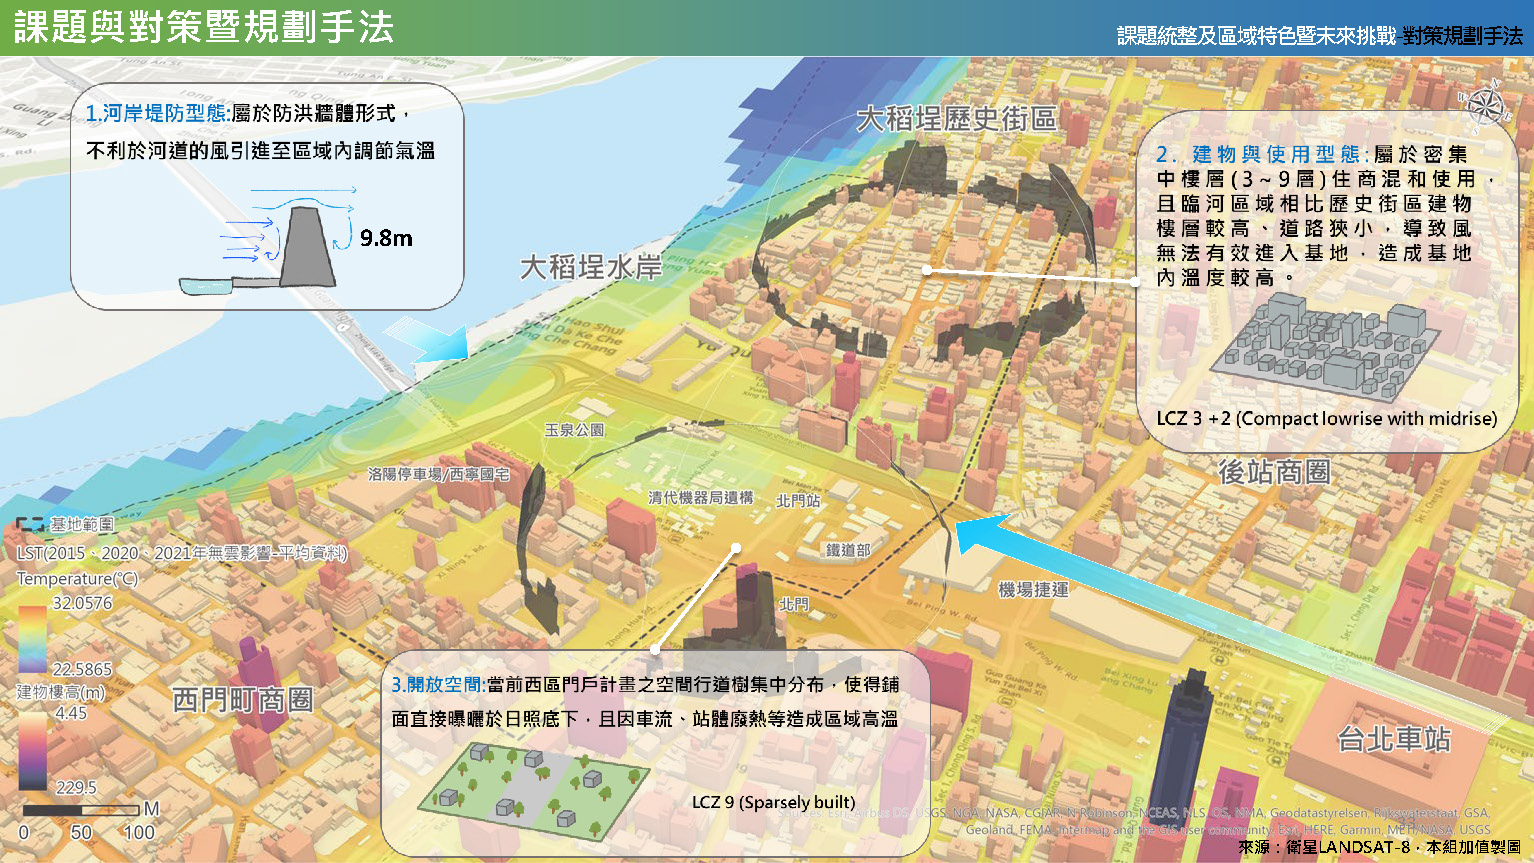 課題與對策暨規劃手法
課題統整及區域特色暨未來挑戰-對策規劃手法
1.河岸堤防型態:屬於防洪牆體形式，
不利於河道的風引進至區域內調節氣溫
9.8m
大稻埕歷史街區
大稻埕水岸
2. 建物與使用型態:屬於密集
中樓層(3~9層)住商混和使用，
且臨河區域相比歷史街區建物
樓層較高、道路狹小，導致風
無法有效進入基地，造成基地
內溫度較高。
LCZ 3 +2 (Compact lowrise with midrise)
玉泉公園
洛陽停車場/西寧國宅
清代機器局遺構
北門站
後站商圈
鐵道部
機場捷運
北門
基地範圍
LST(2015、2020、2021年無雲影響-平均資料)
Temperature(℃)
32.0576
22.5865
建物樓高(m)
4.45
229.5
西門町商圈
3.開放空間:當前西區門戶計畫之空間行道樹集中分布，使得鋪
面直接曝曬於日照底下，且因車流、站體廢熱等造成區域高溫
LCZ 9 (Sparsely built)
台北車站
M
0 50 100
Sources: Esri, Airbus DS, USGS, NGA, NASA, CGIAR, N Robinson, NCEAS, NLS, OS, NMA, Geodatastyrelsen, Rijkswaterstaat, GSA,
Geoland, FEMA, Intermap and the GIS user community, Esri, HERE, Garmin, METI/NASA, USGS
來源：衛星LANDSAT-8，本組加值製圖